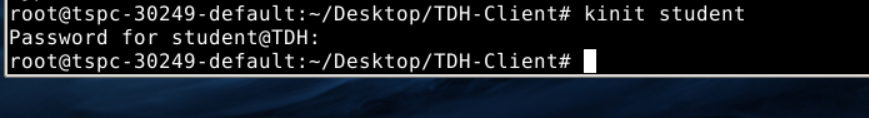 root@tspc-30249-default:~/Desktop/TDH-Client# kinit student
Password for student@TDH:
root@tspc-30249-default:~/Desktop/TDH-Client#